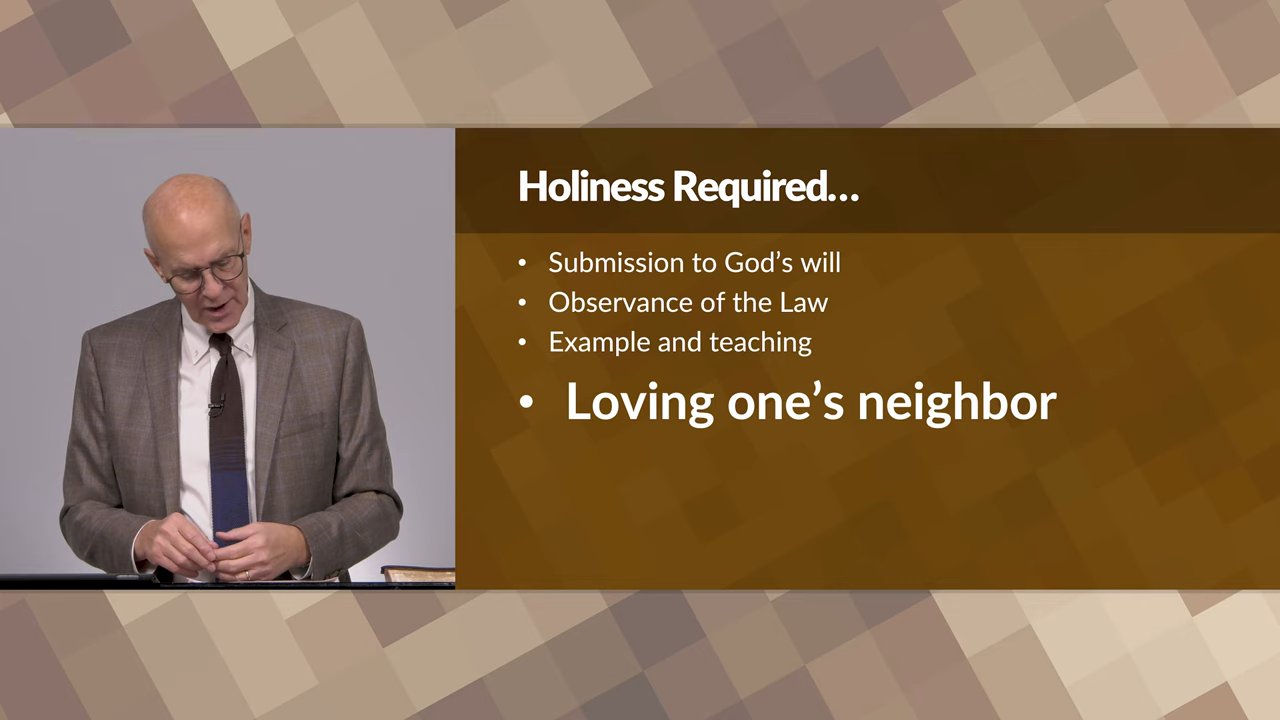 Holiness Required…
• Submission to God’s will
• Observance of the Law
• Example and teaching
• Loving one’s neighbor